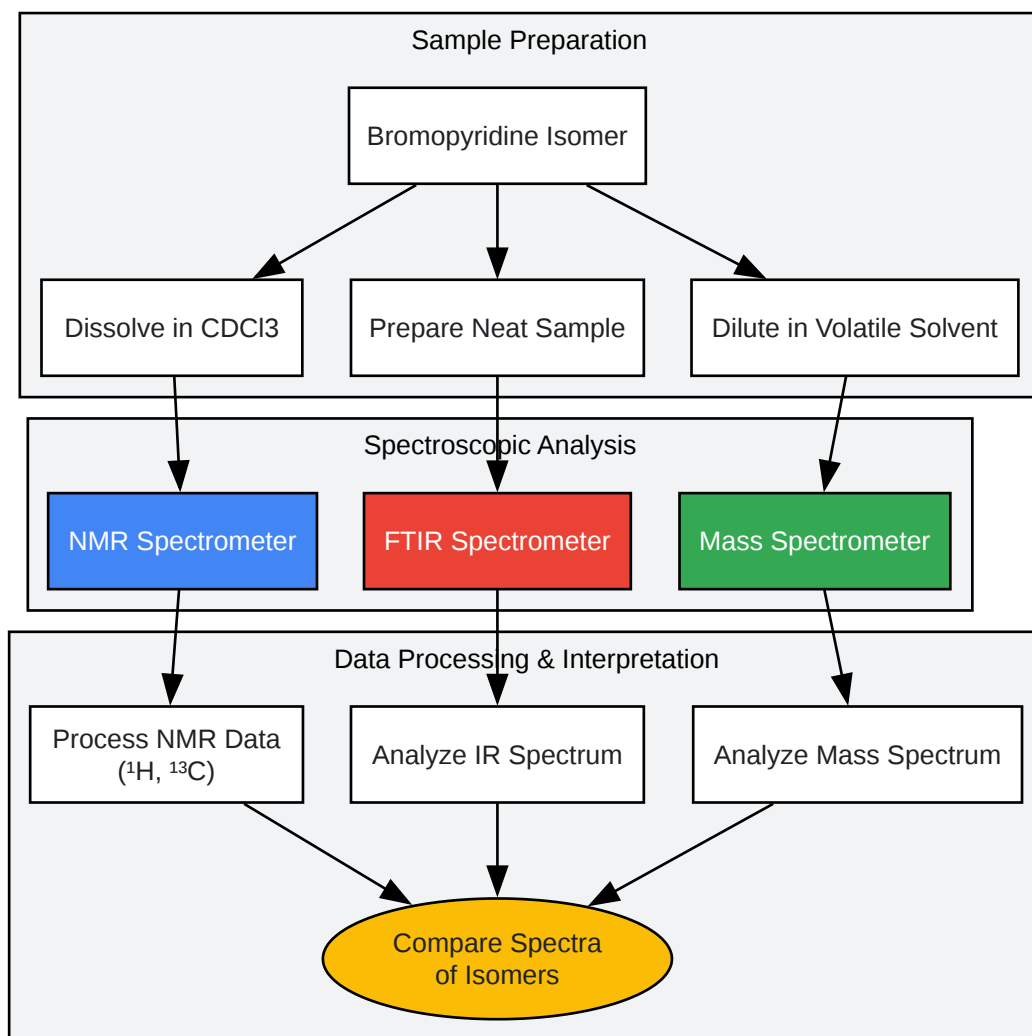 Sample Preparation
Bromopyridine Isomer
Dissolve in CDCl3
Prepare Neat Sample
Dilute in Volatile Solvent
Spectroscopic Analysis
NMR Spectrometer
FTIR Spectrometer
Mass Spectrometer
Data Processing & Interpretation
Process NMR Data
(¹H, ¹³C)
Analyze IR Spectrum
Analyze Mass Spectrum
Compare Spectra
of Isomers